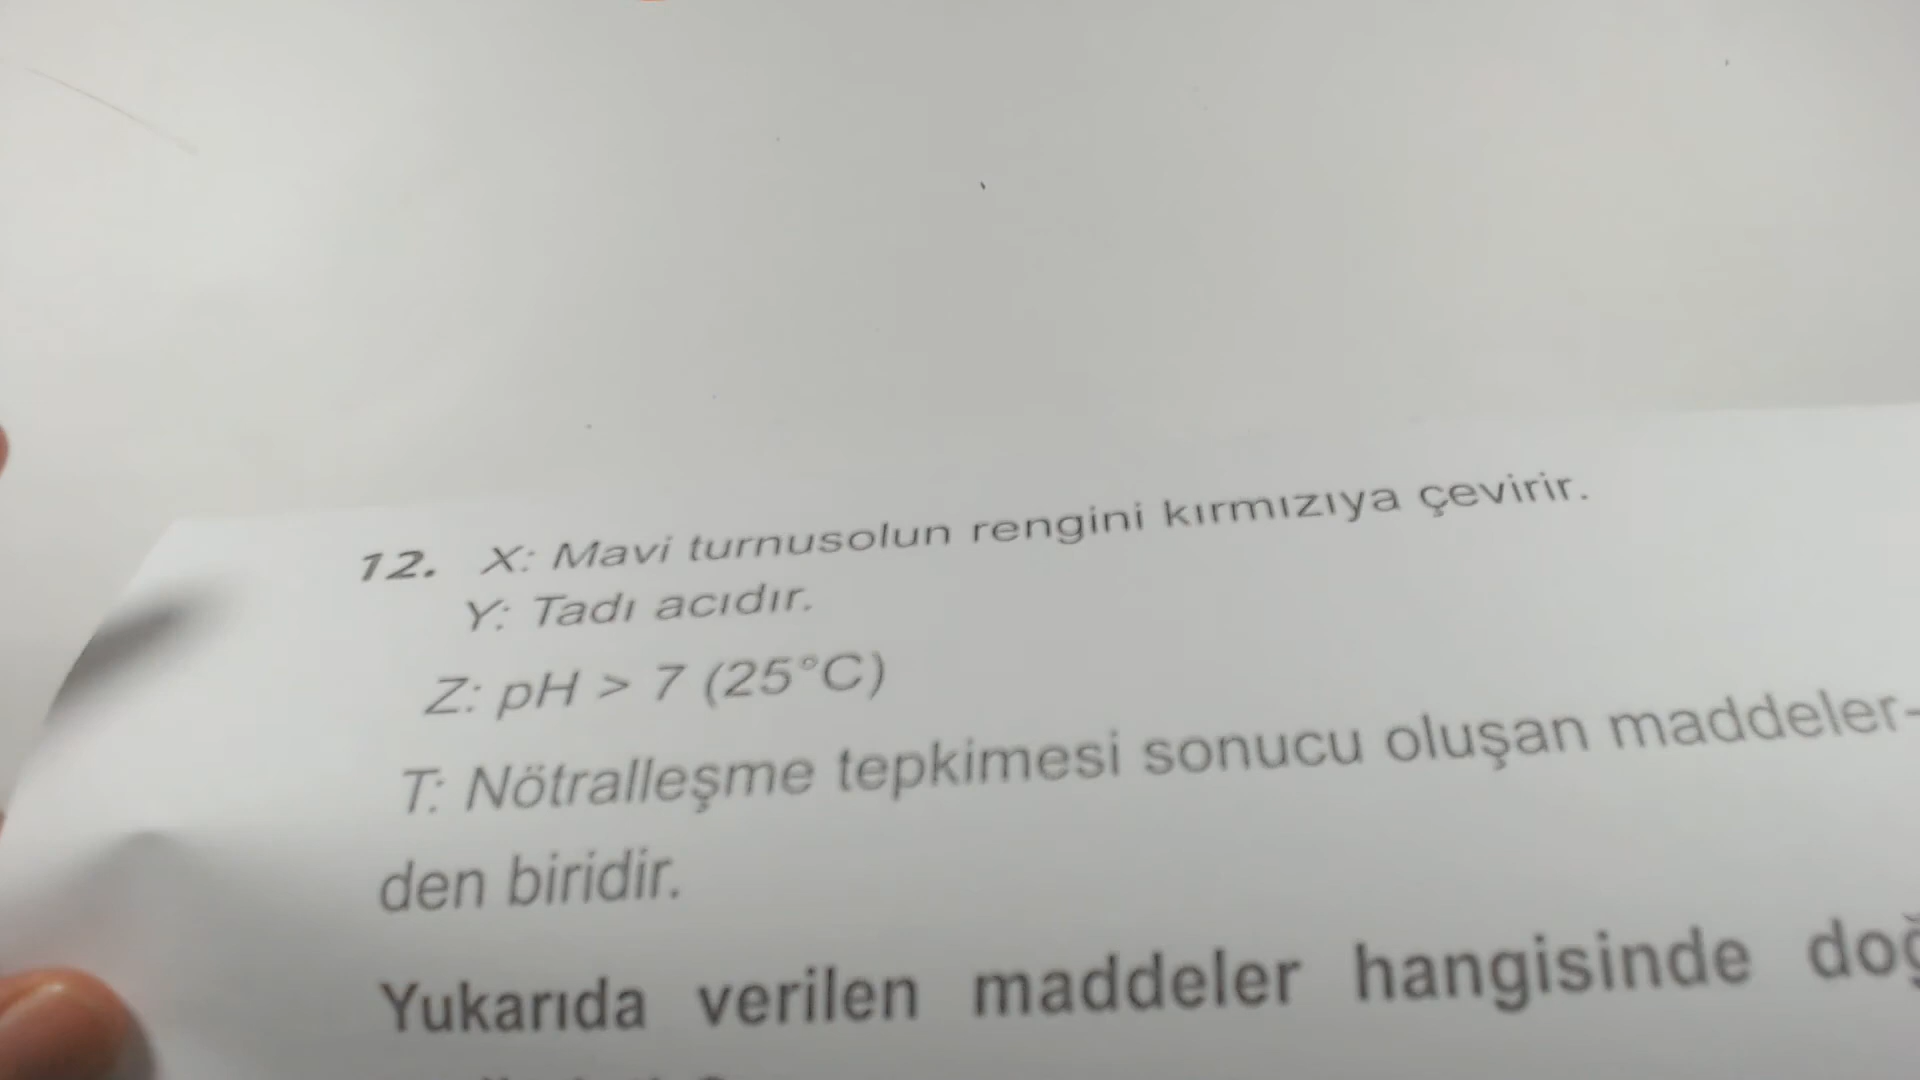 12. X: Mavi turnusolun rengini kırmızıya çevirir.
Y: Tadı acıdır.
Z: pH > 7 (25°C)
T: Nötralleşme tepkimesi sonucu oluşan maddeler-
den biridir.
Yukarıda verilen maddeler hangisinde